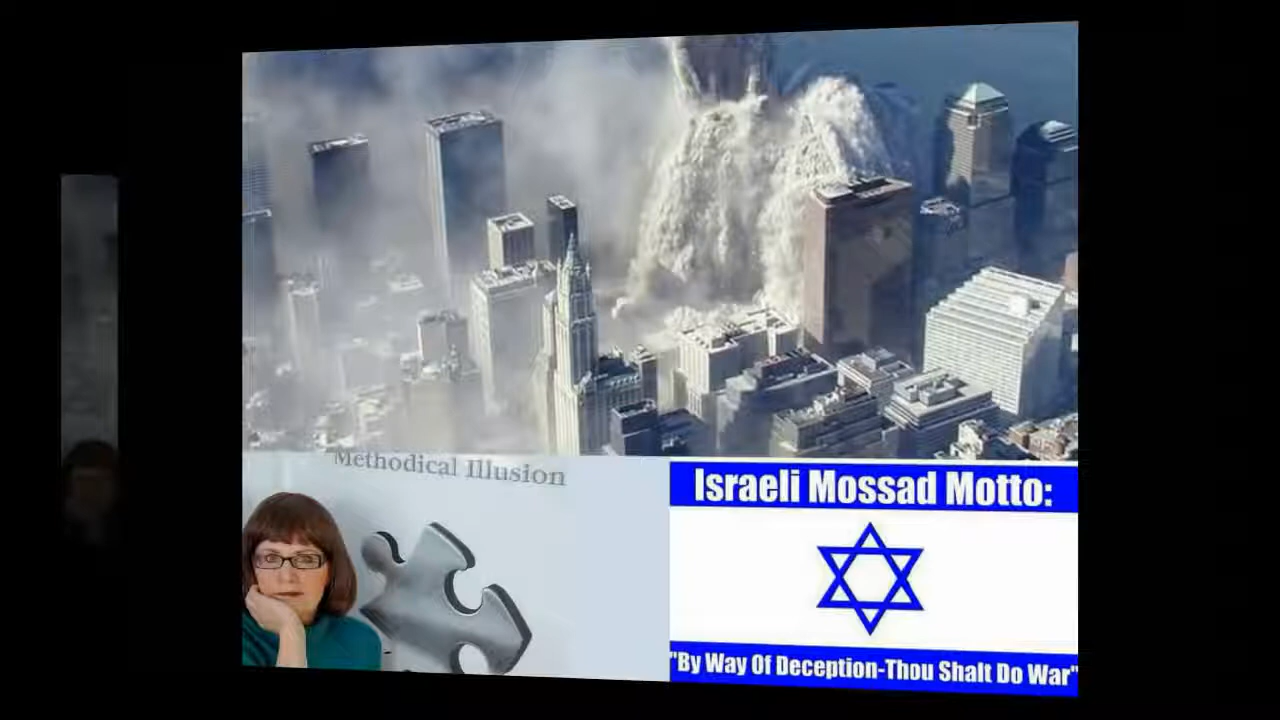 Methodical Illusion
Israeli Mossad Motto:
"By Way Of Deception-Thou Shalt Do War"